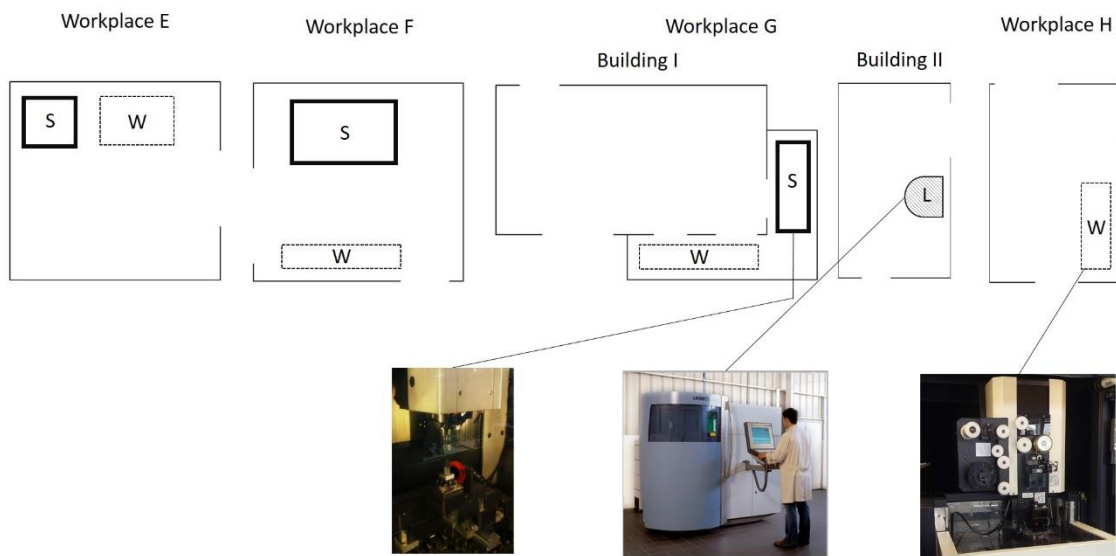 Workplace E
Workplace F
Workplace G
Workplace H
Building I
Building II
S
W
S
W
S
W
L
W